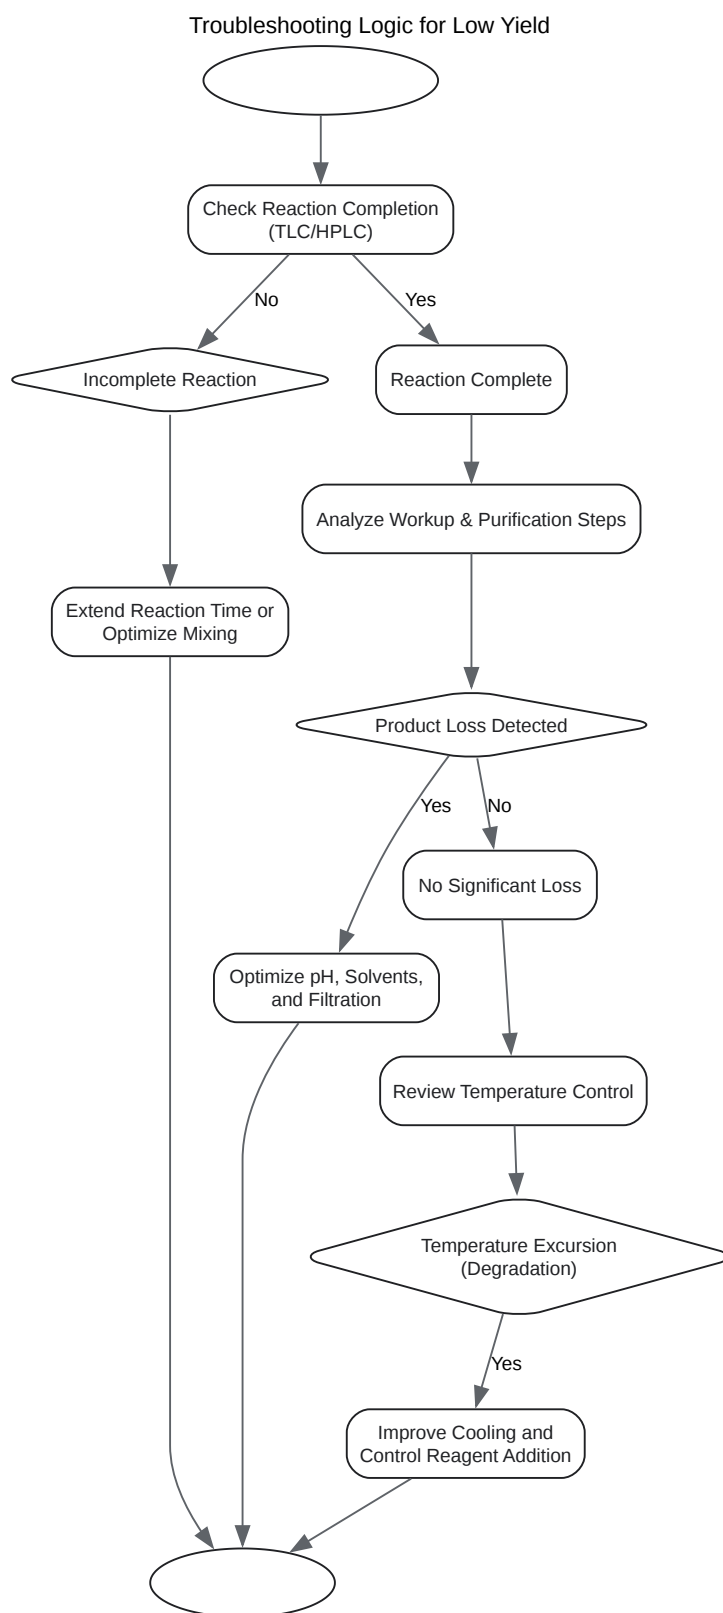 Troubleshooting Logic for Low Yield
Check Reaction Completion
(TLC/HPLC)
No
Yes
Incomplete Reaction
Reaction Complete
Analyze Workup & Purification Steps
Extend Reaction Time or
Optimize Mixing
Product Loss Detected
Yes
No
No Significant Loss
Optimize pH, Solvents,
and Filtration
Review Temperature Control
Temperature Excursion
(Degradation)
Yes
Improve Cooling and
Control Reagent Addition